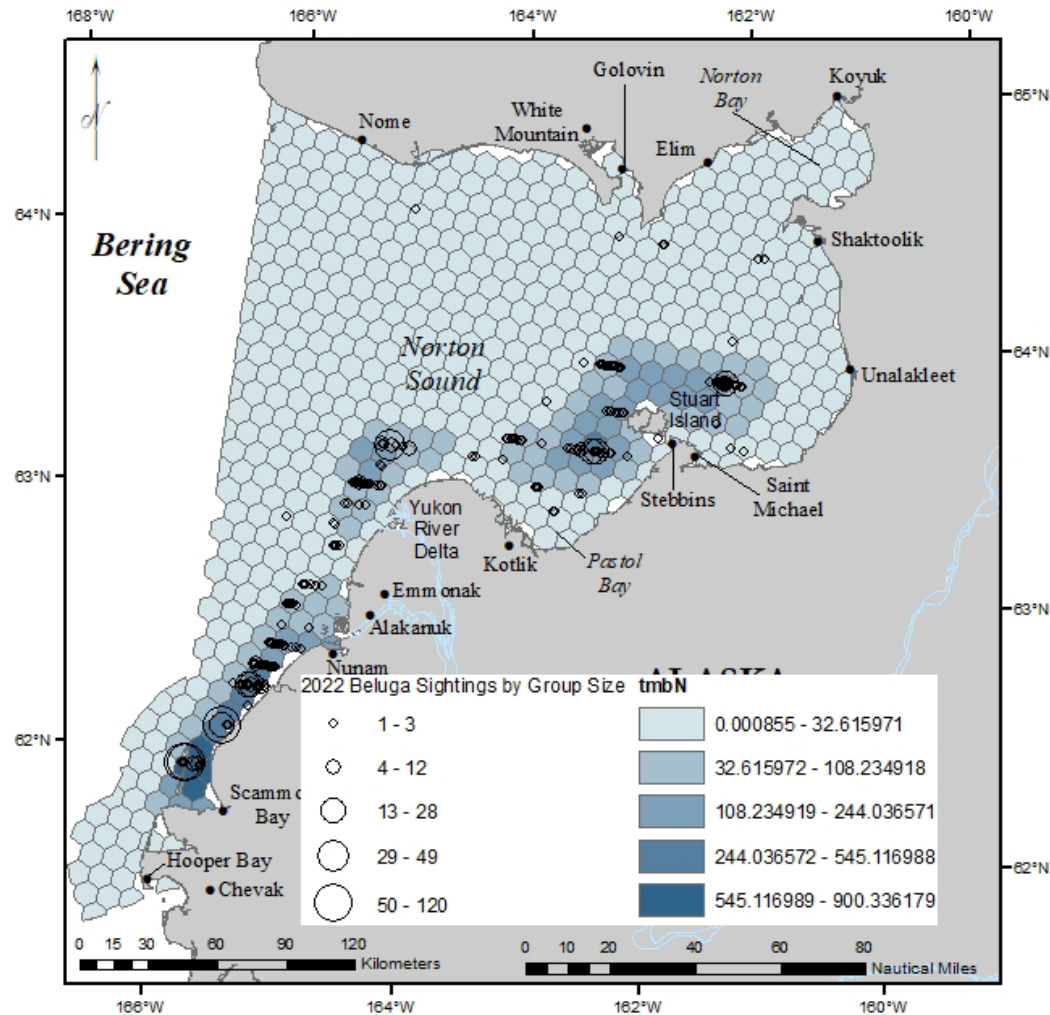 168°W 166°W 164°W 162°W 160°W
N
Golovin
Norton
Bay
Koyuk
65°N
White
Mountain
Nome
Elim
64°N
Shaktoolik
Bering
Sea
Norton
Sound
64°N
Unalakleet
Stuart
Island
63°N
Saint
Michael
Stebbins
Yukon
River
Delta
Kotlik
Pastol
Bay
63°N
Emmonak
Alakanuk
Nunam
2022 Beluga Sightings by Group Size tmbN
1 - 3 0.000855 - 32.615971
4 - 12 32.615972 - 108.234918
13 - 28 108.234919 - 244.036571
29 - 49 244.036572 - 545.116988
50 - 120 545.116989 - 900.336179
62°N
Scammo
Bay
Hooper Bay
Chevak
62°N
0 15 30 60 90 120
Kilometers
0 10 20 40 60 80
Nautical Miles
166°W 164°W 162°W 160°W